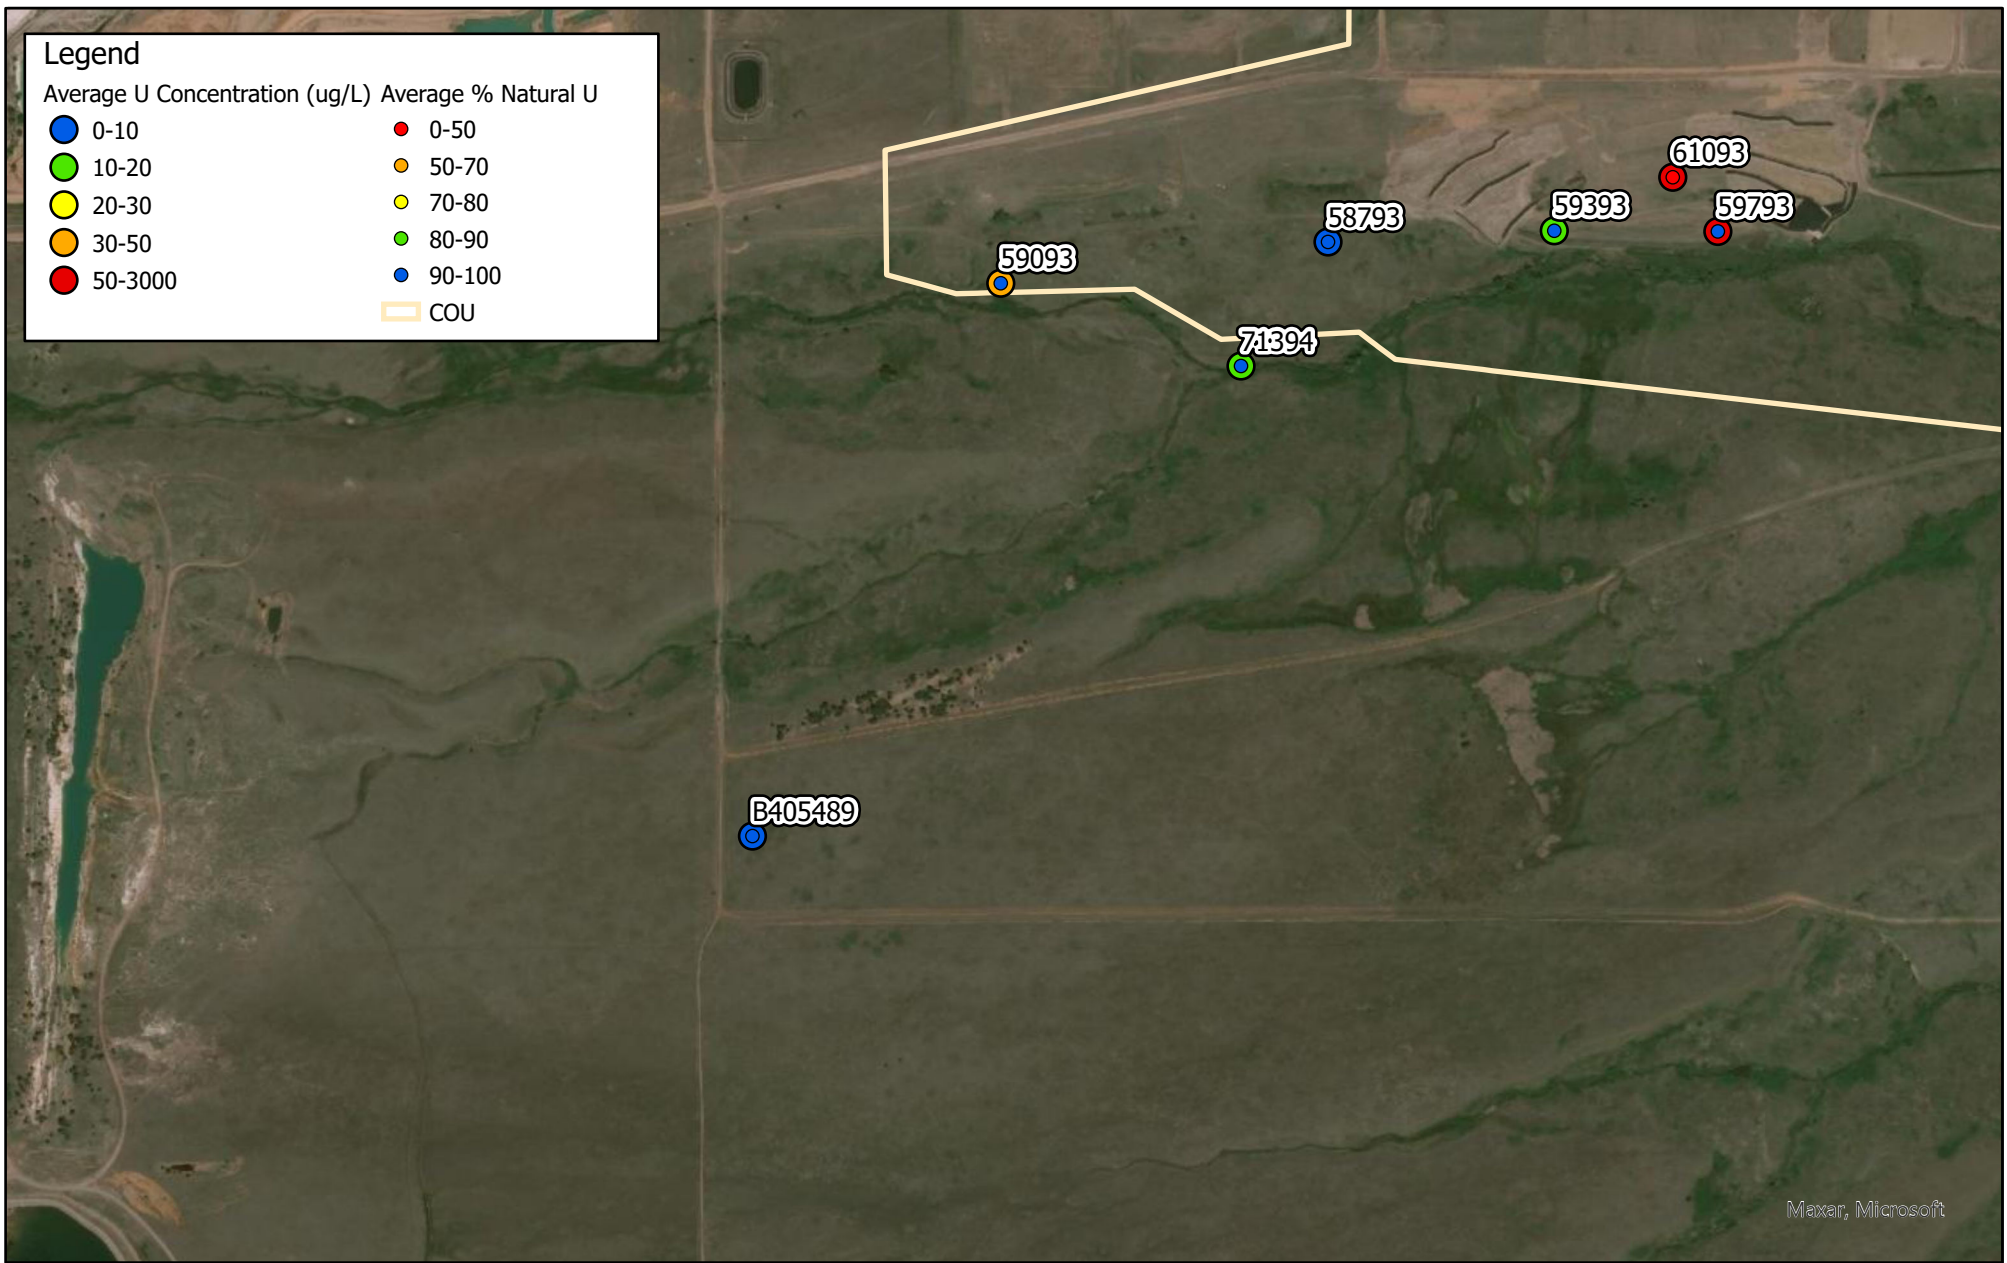 Legend
Average U Concentration (ug/L) Average % Natural U
0-10 0-50
10-20 50-70
20-30 70-80
30-50 80-90
50-3000 90-100
COU
61093
59393 59793
58793
59093
71394
B405489
Maxar, Microsoft